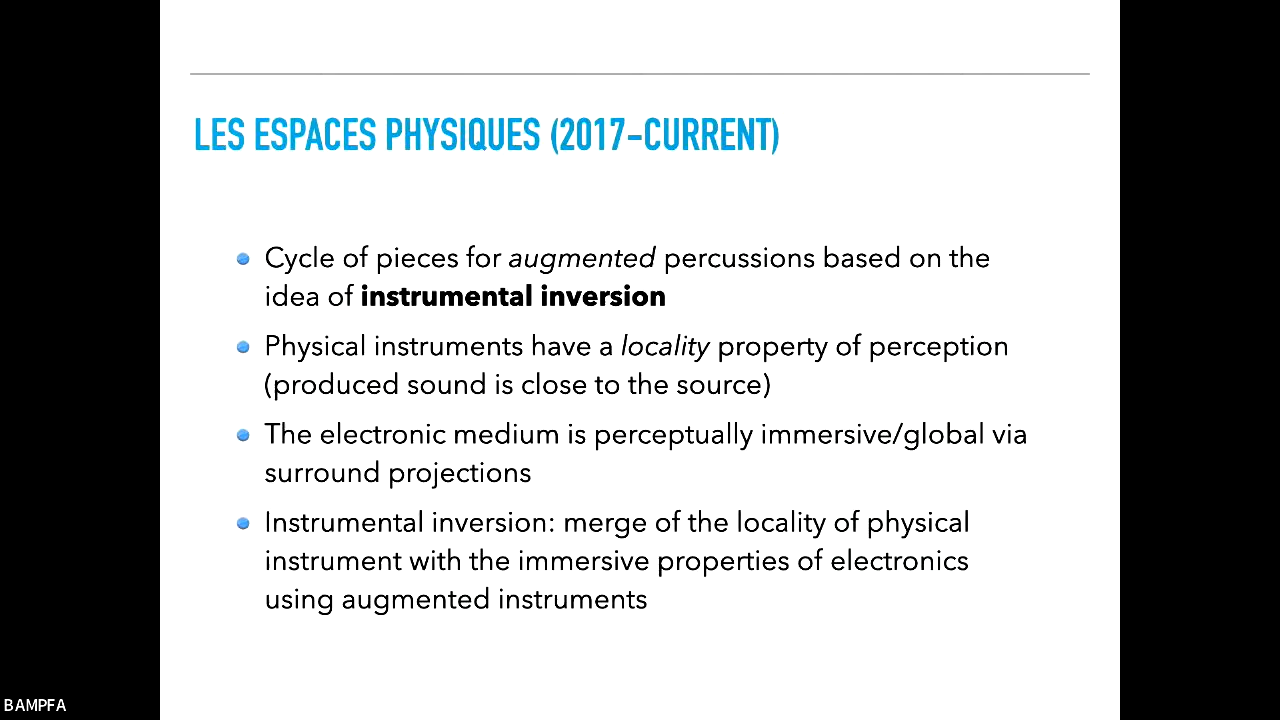 LES ESPACES PHYSIQUES (2017–CURRENT)
Cycle of pieces for augmented percussions based on the
idea of instrumental inversion
Physical instruments have a locality property of perception
(produced sound is close to the source)
The electronic medium is perceptually immersive/global via
surround projections
Instrumental inversion: merge of the locality of physical
instrument with the immersive properties of electronics
using augmented instruments
BAMPFA